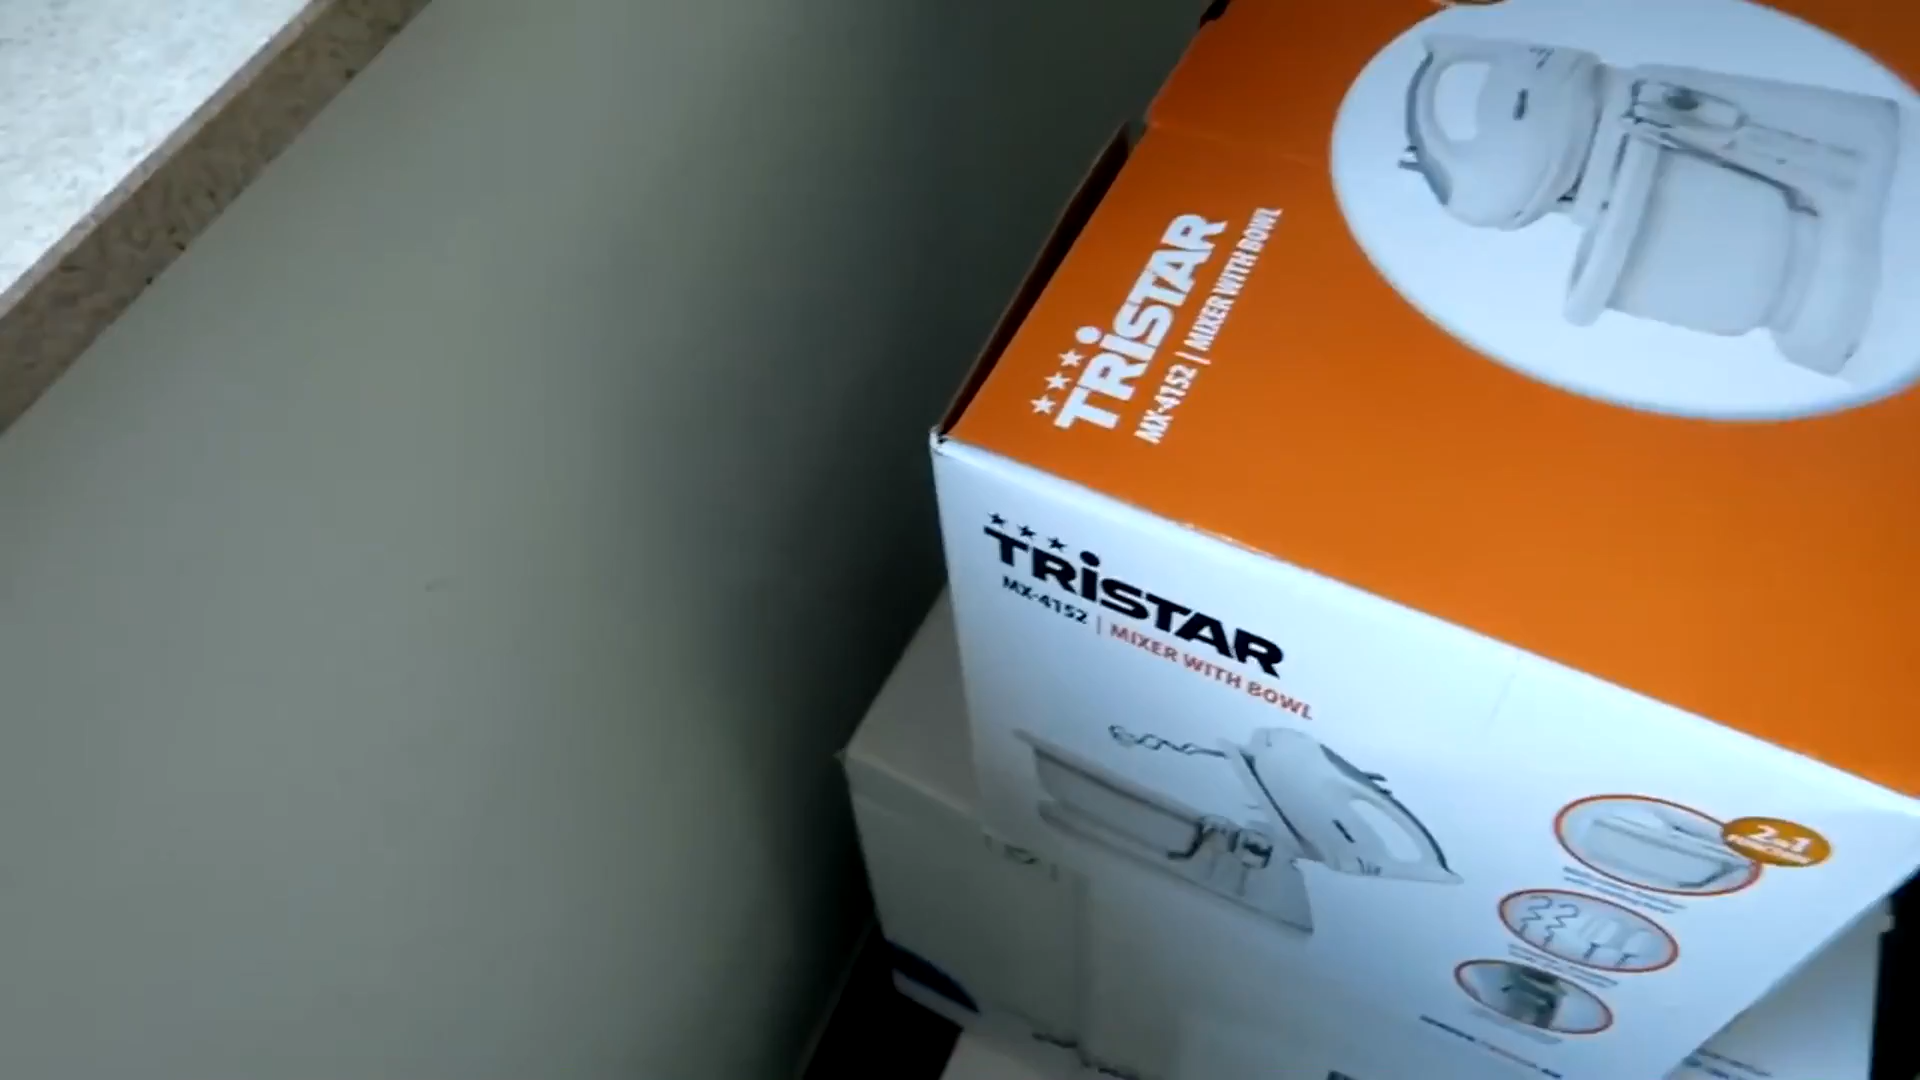 TRiSTAR
MX-4152 | MIXER WITH BOWL
TRiSTAR
MX-4152 | MIXER WITH BOWL
2in1